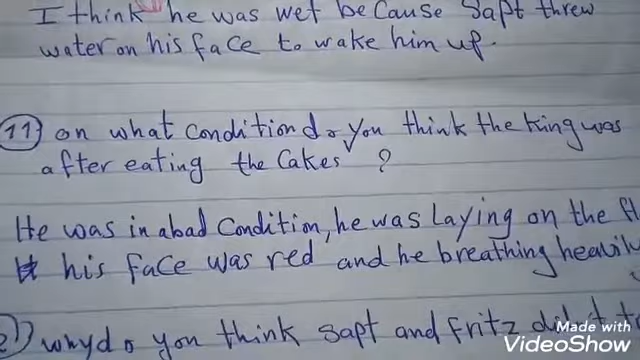 I think he was wet because Sapt threw
water on his face to wake him up.
11) on what condition do you think the king was
after eating the Cakes ?
He was in a bad Condition, he was laying on the
his face was red and he breathing
why do you think Sapt and Fritz
Made with
VideoShow